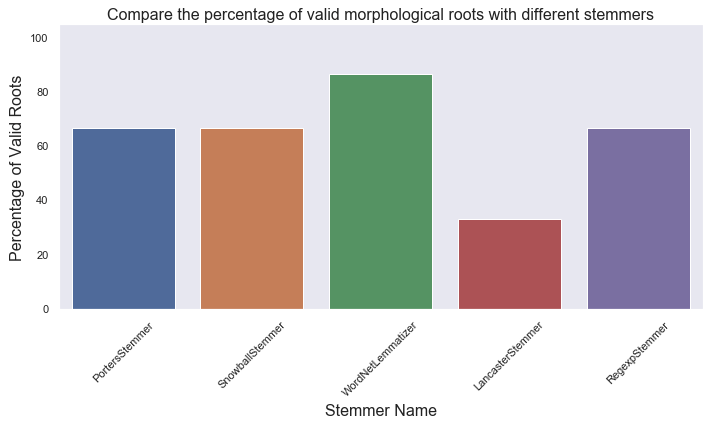 Compare the percentage of valid morphological roots with different stemmers
Percentage of Valid Roots
100
80
60
40
20
0
PortersStemmer
SnowballStemmer
WordNetLemmatizer
LancasterStemmer
RegexpStemmer
Stemmer Name